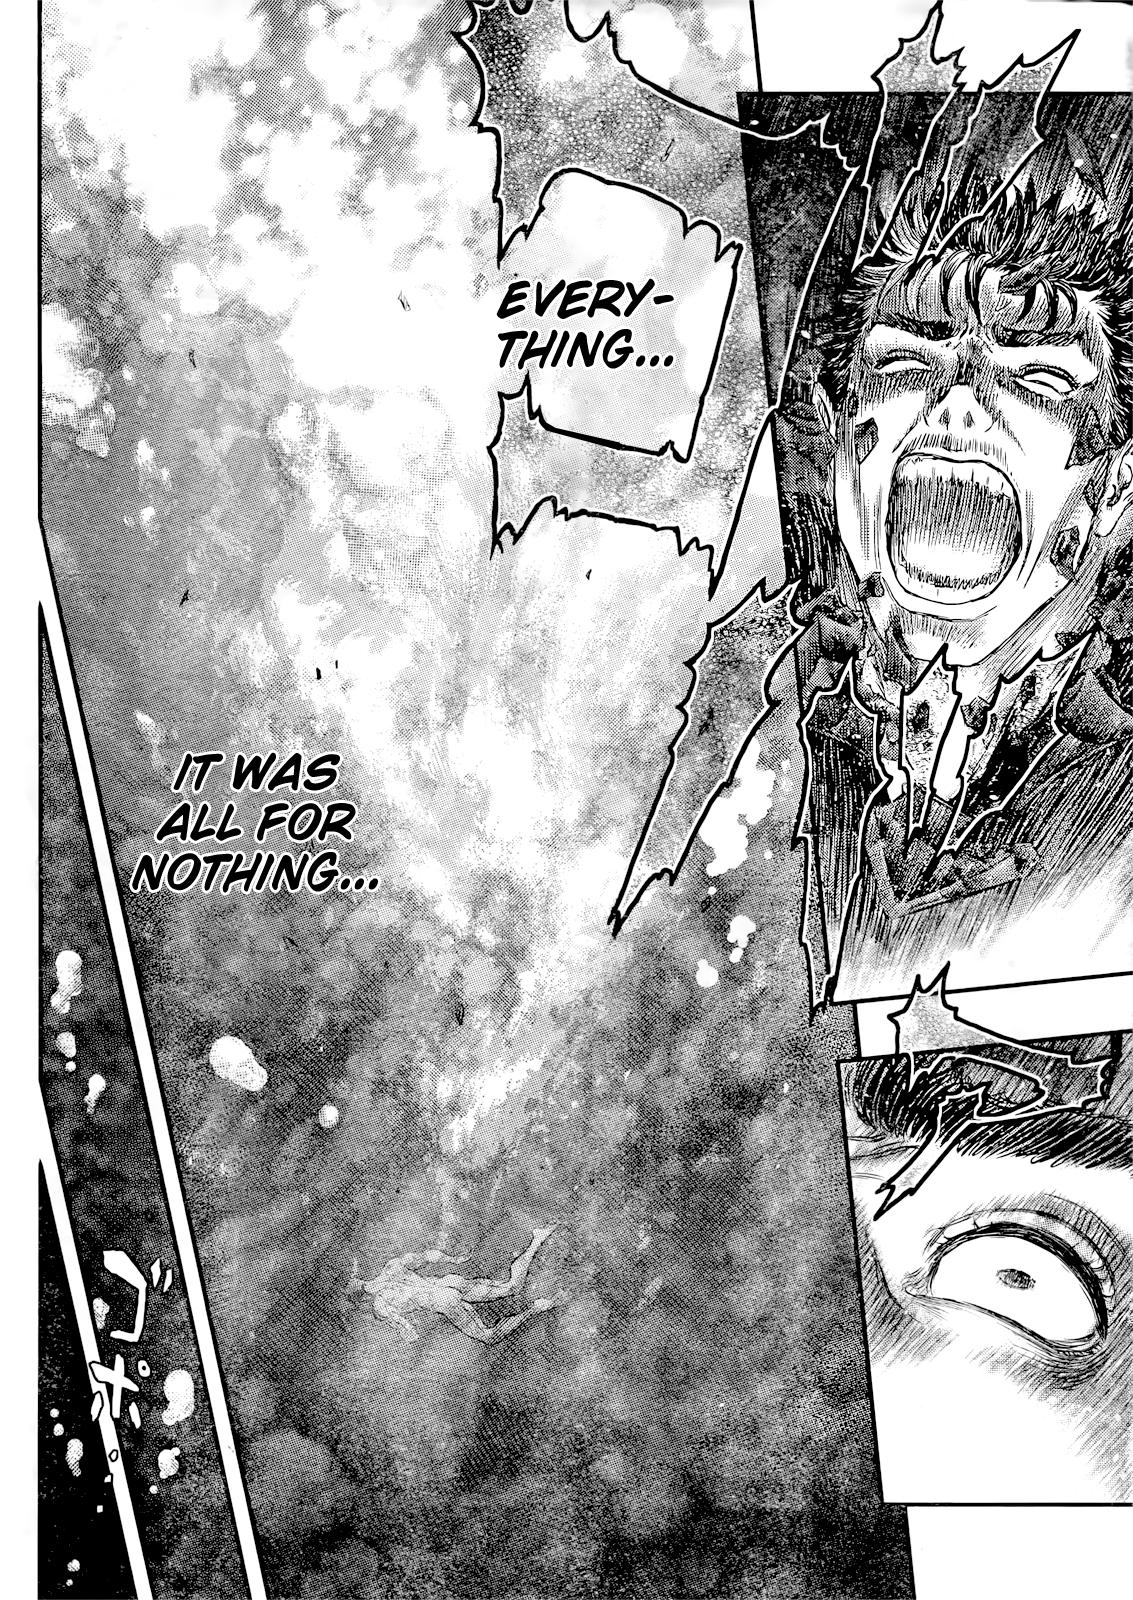 EVERY-
THING...
IT WAS
ALL FOR
NOTHING...
ゴ
ボ